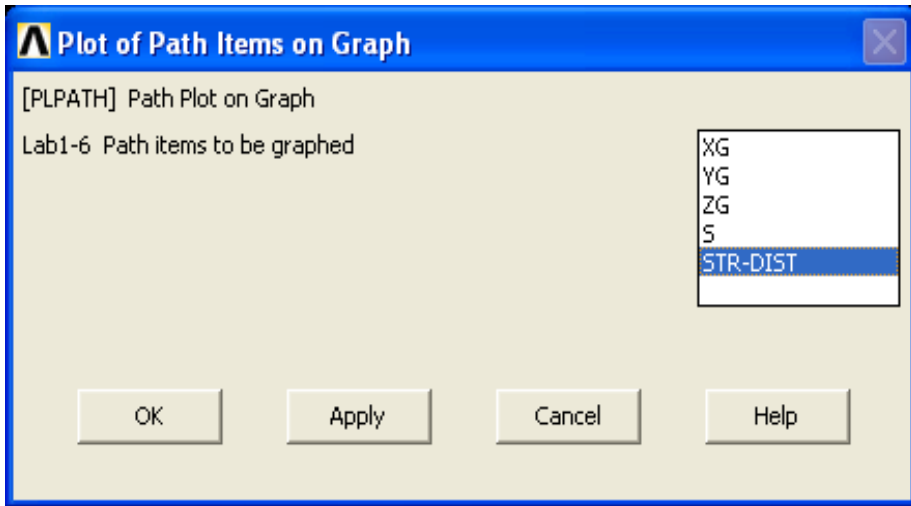 Plot of Path Items on Graph
[PLPATH] Path Plot on Graph
Lab1-6 Path items to be graphed
XG
YG
ZG
S
STR-DIST
OK
Apply
Cancel
Help